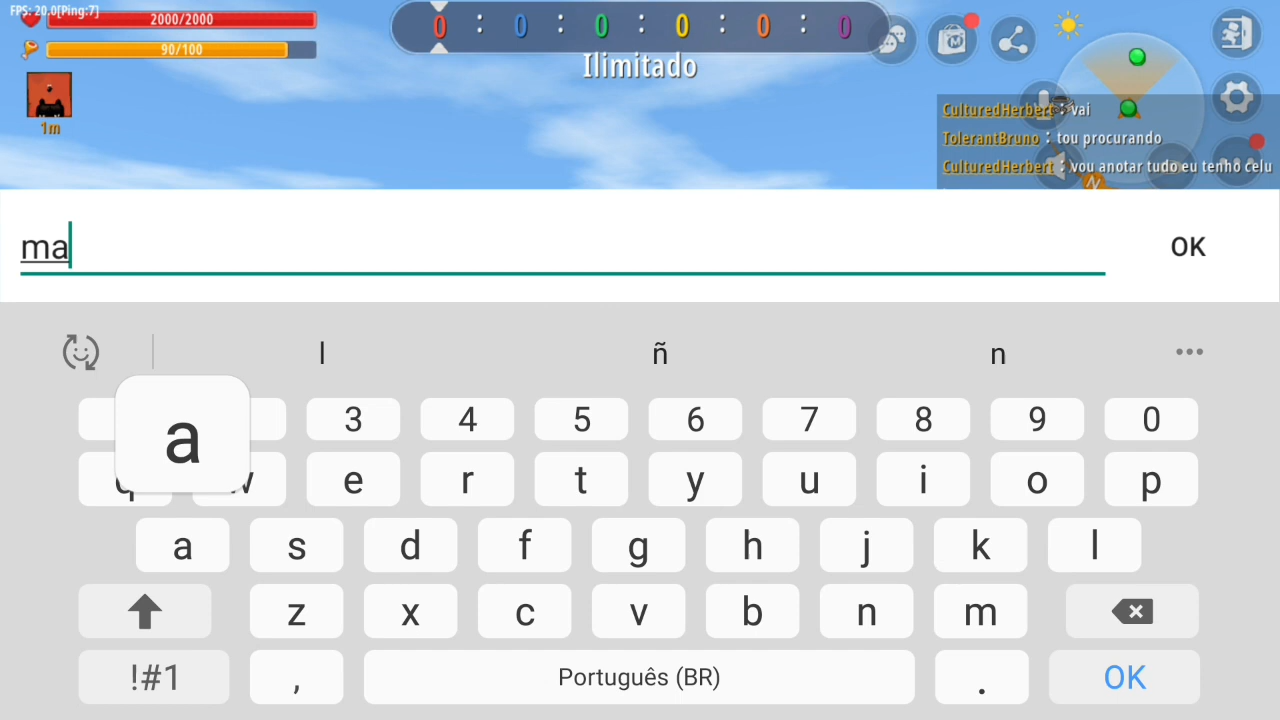 FPS: 20.0[Ping:7]
2000/2000
90/100
1m
0 : 0 : 0 : 0 : 0 : 0
Ilimitado
CulturedHerbert : vai
TolerantBruno : tou procurando
CulturedHerbert : vou anotar tudo eu tenho celu
N
ma
OK
l ñ n
a
3 4 5 6 7 8 9 0
q w e r t y u i o p
a s d f g h j k l
z x c v b n m
!#1 , Português (BR) . OK